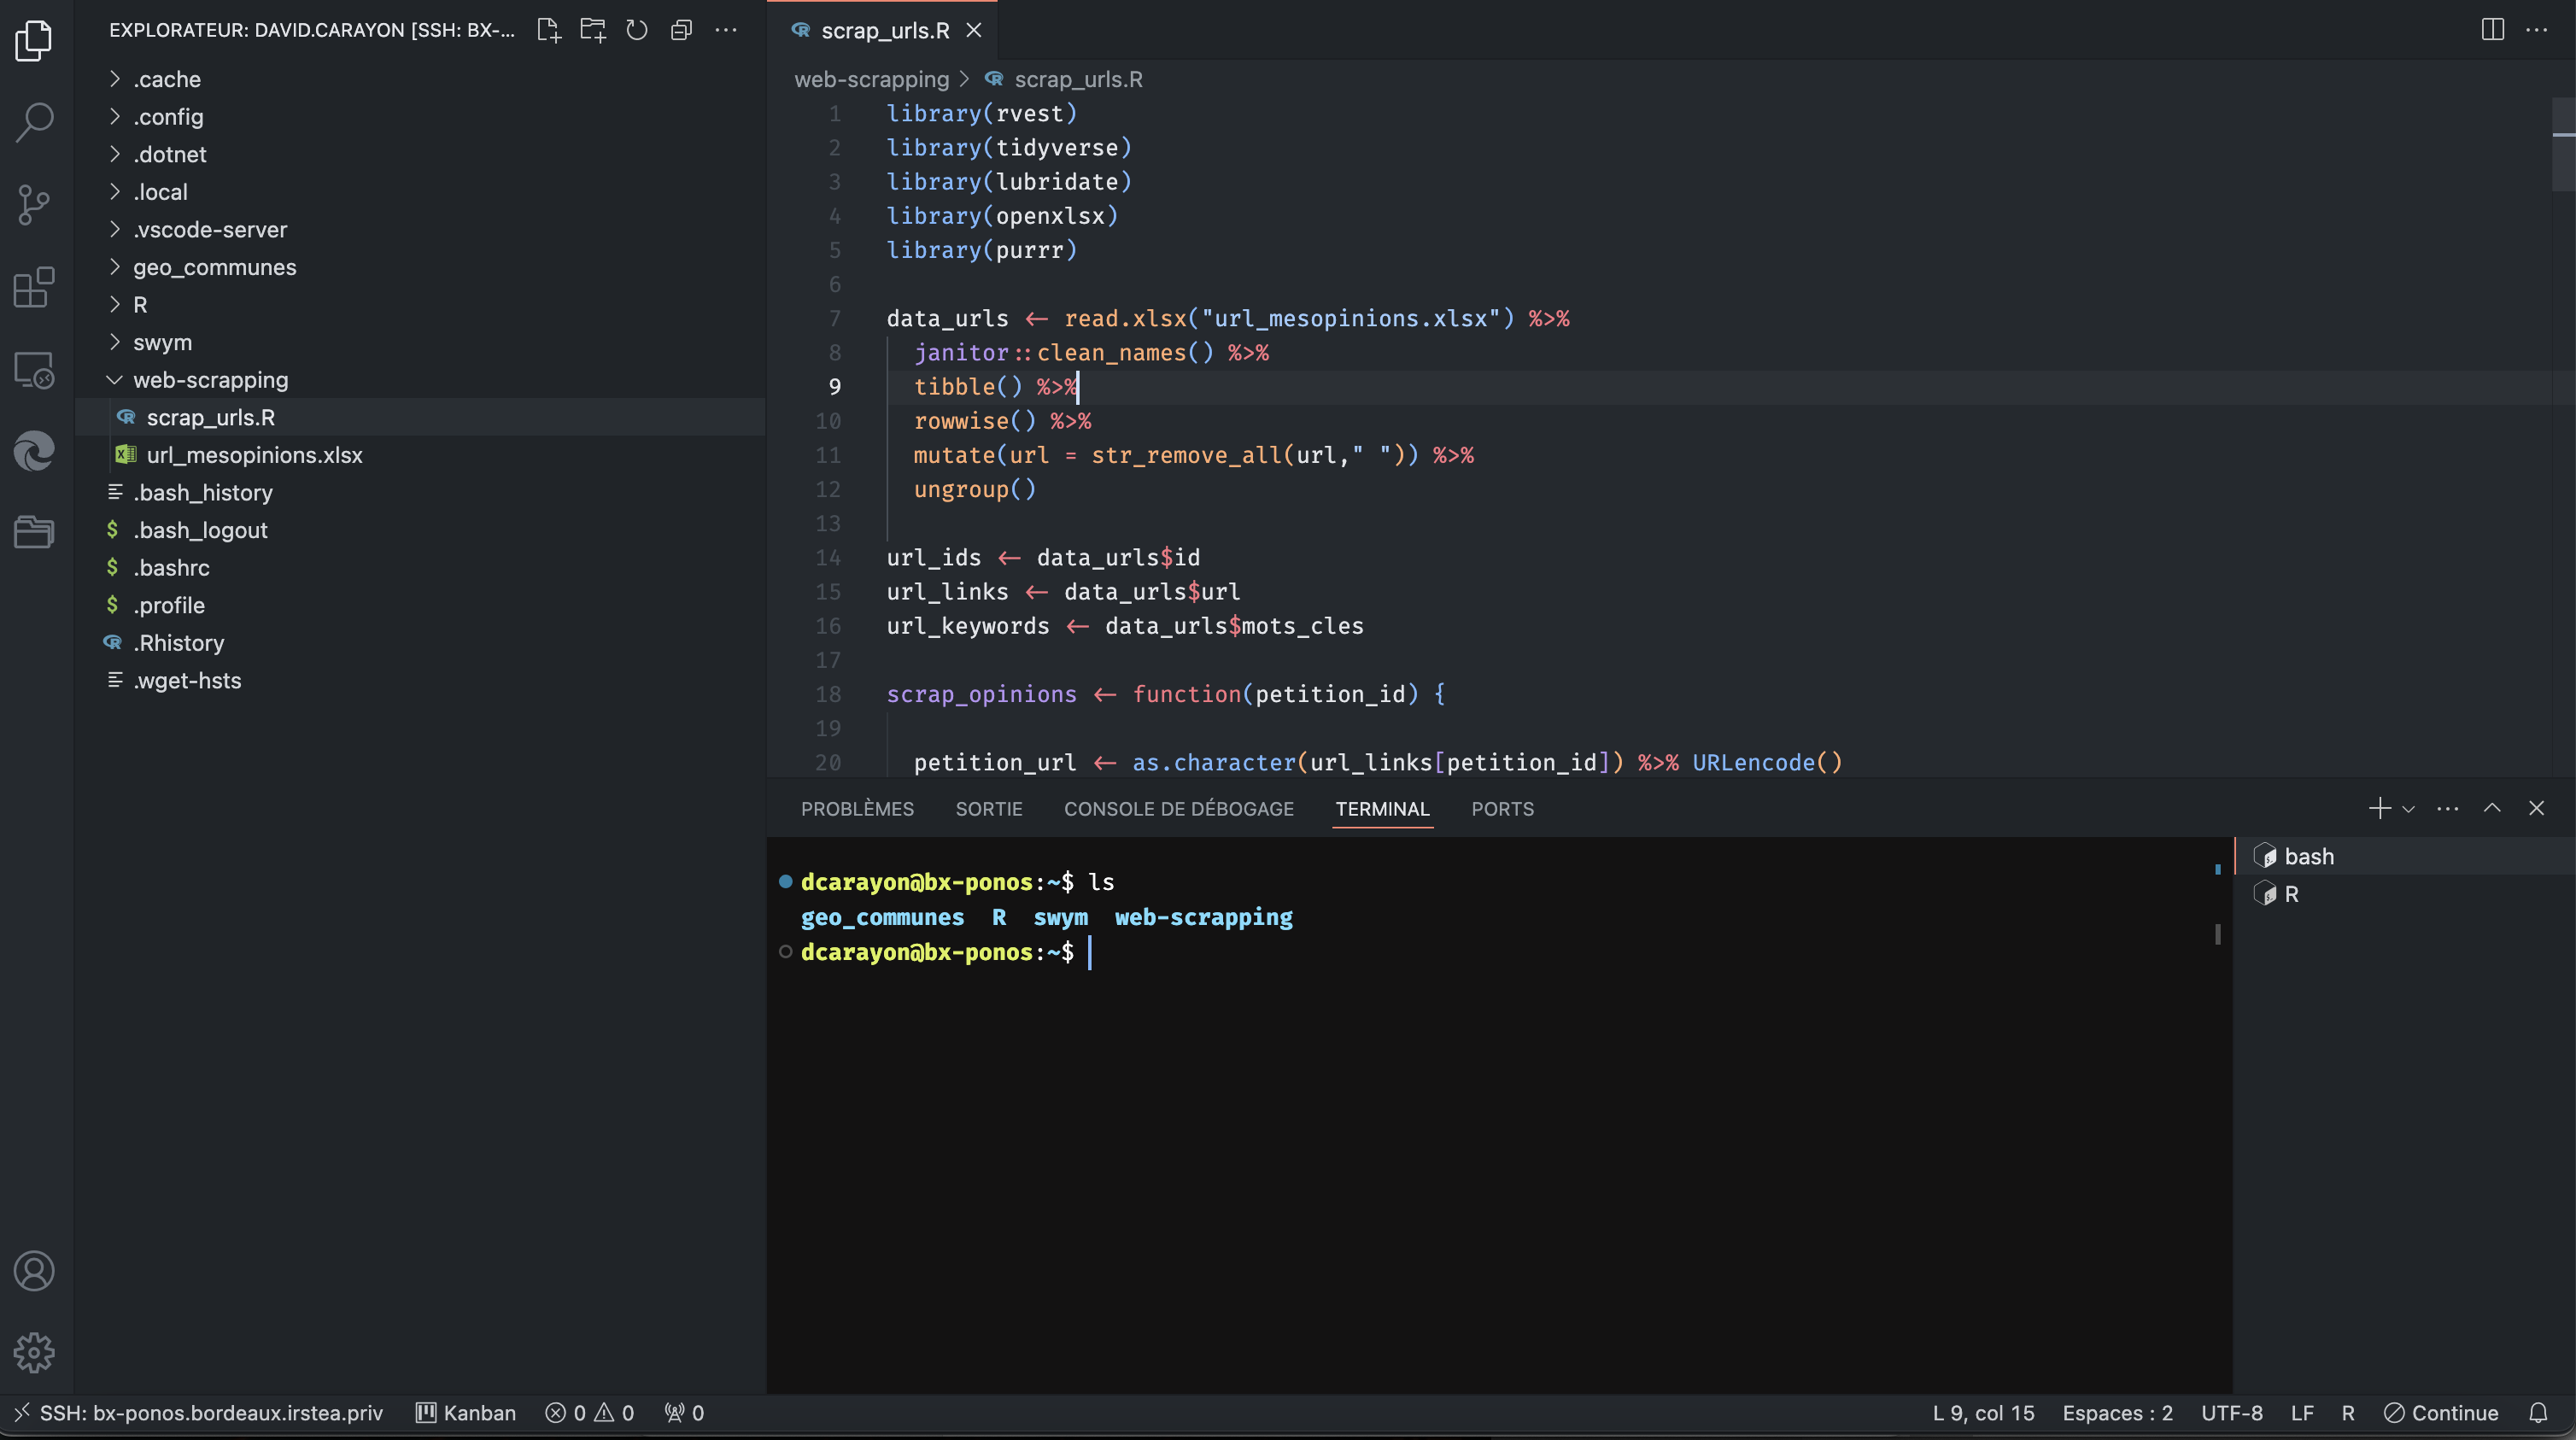 EXPLORATEUR: DAVID.CARAYON [SSH: BX-...
.cache
.config
.dotnet
.local
.vscode-server
geo_communes
R
swym
web-scrapping
scrap_urls.R
url_mesopinions.xlsx
.bash_history
.bash_logout
.bashrc
.profile
.Rhistory
.wget-hsts
scrap_urls.R
web-scrapping > scrap_urls.R
1 library(rvest)
2 library(tidyverse)
3 library(lubridate)
4 library(openxlsx)
5 library(purrr)
6
7 data_urls <- read.xlsx("url_mesopinions.xlsx") %>%
8 janitor::clean_names() %>%
9 tibble() %>%
10 rowwise() %>%
11 mutate(url = str_remove_all(url," ")) %>%
12 ungroup()
13
14 url_ids <- data_urls$id
15 url_links <- data_urls$url
16 url_keywords <- data_urls$mots_cles
17
18 scrap_opinions <- function(petition_id) {
19
20 petition_url <- as.character(url_links[petition_id]) %>% URLencode()
PROBLÈMES SORTIE CONSOLE DE DÉBOGAGE TERMINAL PORTS
dcarayon@bx-ponos:~$ ls
geo_communes R swym web-scrapping
dcarayon@bx-ponos:~$
bash
R
SSH: bx-ponos.bordeaux.irstea.priv Kanban 0 0 0 L 9, col 15 Espaces : 2 UTF-8 LF R Continue